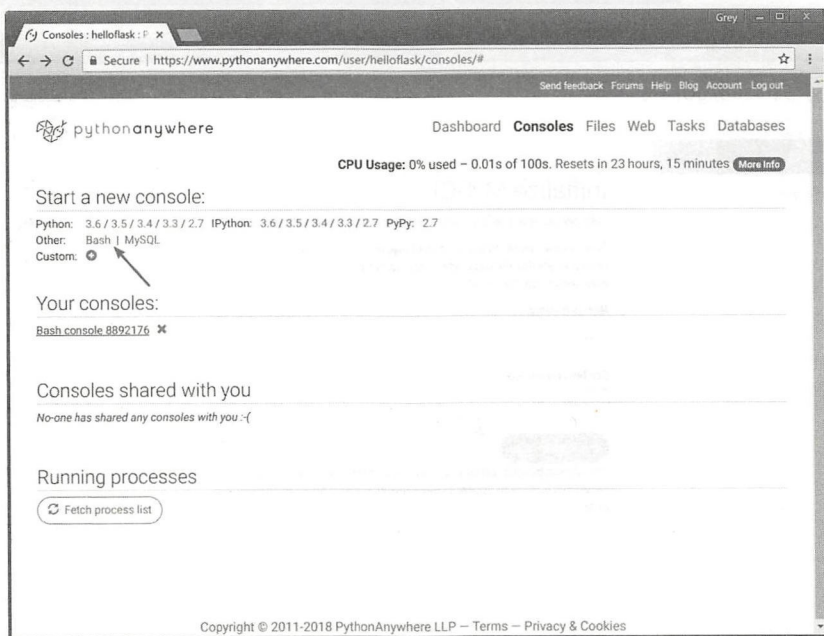 Grey
Consoles : helloflask : P
Secure | https://www.pythonanywhere.com/user/helloflask/consoles/#
Send feedback Forums Help Blog Account Log out
pythonanywhere
Dashboard Consoles Files Web Tasks Databases
CPU Usage: 0% used – 0.01s of 100s. Resets in 23 hours, 15 minutes More Info
Start a new console:
Python: 3.6 / 3.5 / 3.4 / 3.3 / 2.7 IPython: 3.6 / 3.5 / 3.4 / 3.3 / 2.7 PyPy: 2.7
Other: Bash | MySQL
Custom:
Your consoles:
Bash console 8892176
Consoles shared with you
No-one has shared any consoles with you :-(
Running processes
Fetch process list
Copyright © 2011-2018 PythonAnywhere LLP — Terms — Privacy & Cookies